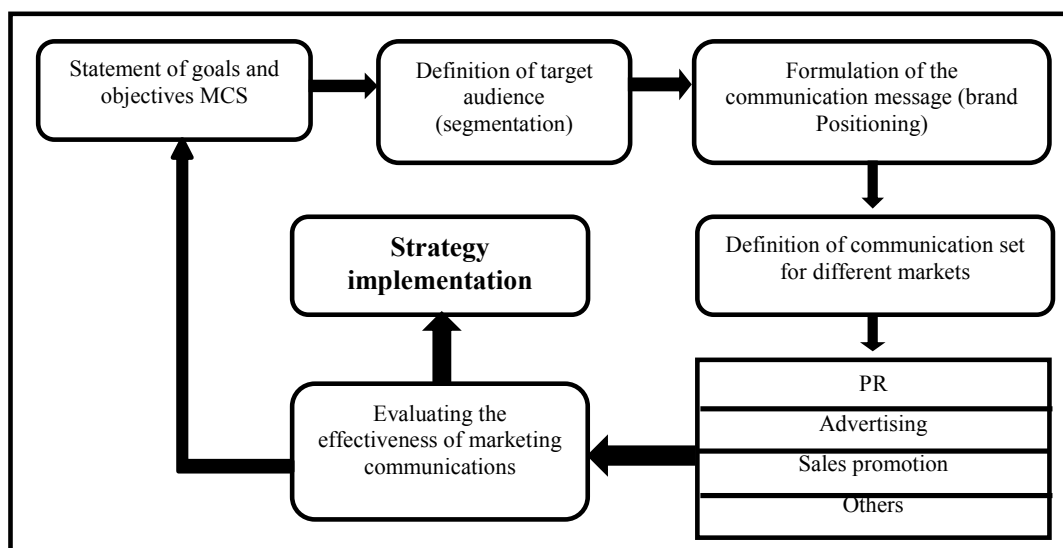 Statement of goals and
objectives MCS
Definition of target
audience
(segmentation)
Formulation of the
communication message (brand
Positioning)
Definition of communication set
for different markets
Strategy
implementation
PR
Advertising
Sales promotion
Others
Evaluating the
effectiveness of marketing
communications